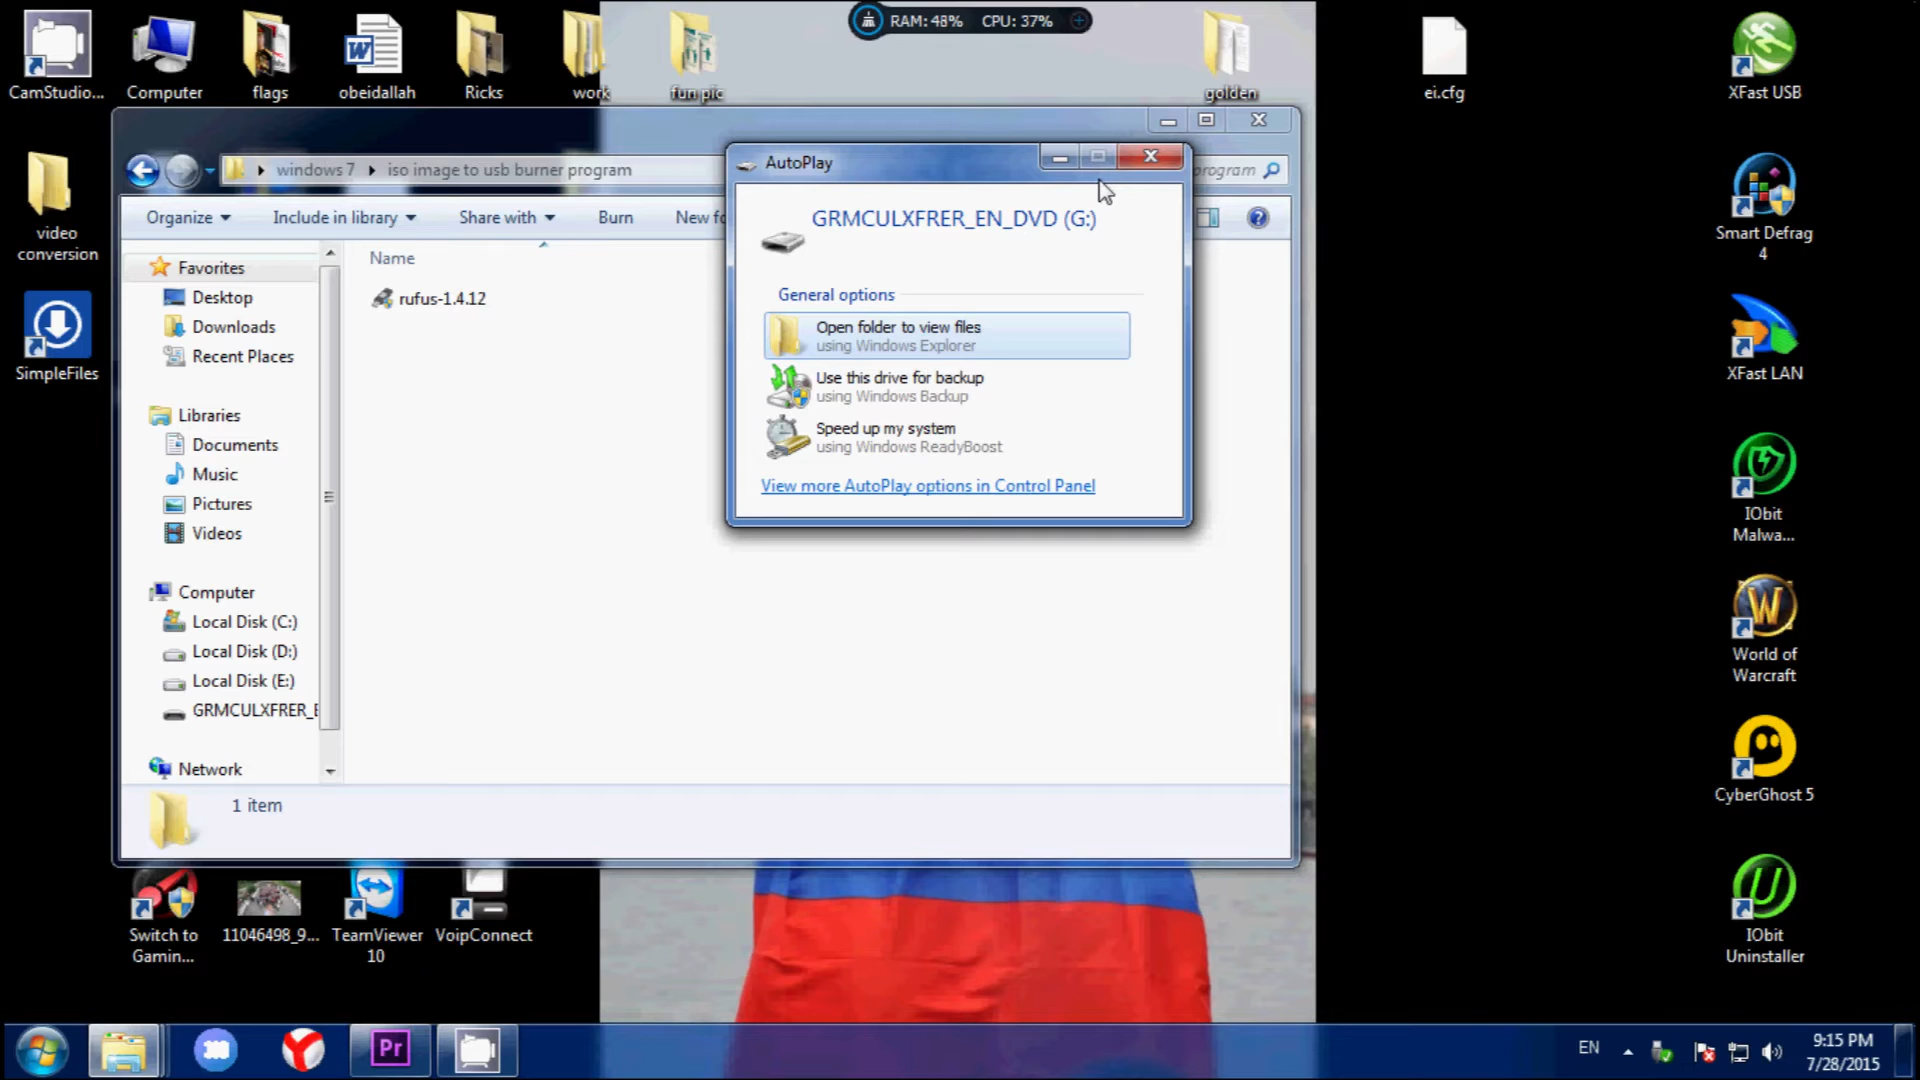 RAM: 48% CPU: 37%
CamStudio...
Computer
flags
obeidallah
Ricks
work
fun pic
golden
ei.cfg
XFast USB
video
conversion
SimpleFiles
windows 7 iso image to usb burner program
program
Organize Include in library Share with Burn New fo
Name
rufus-1.4.12
Favorites
Desktop
Downloads
Recent Places
Libraries
Documents
Music
Pictures
Videos
Computer
Local Disk (C:)
Local Disk (D:)
Local Disk (E:)
GRMCULXFRER_E
Network
1 item
AutoPlay
GRMCULXFRER_EN_DVD (G:)
General options
Open folder to view files
using Windows Explorer
Use this drive for backup
using Windows Backup
Speed up my system
using Windows ReadyBoost
View more AutoPlay options in Control Panel
Smart Defrag
4
XFast LAN
IObit
Malwa...
World of
Warcraft
CyberGhost 5
IObit
Uninstaller
Switch to
Gamin...
11046498_9...
TeamViewer
10
VoipConnect
Pr
EN
9:15 PM
7/28/2015